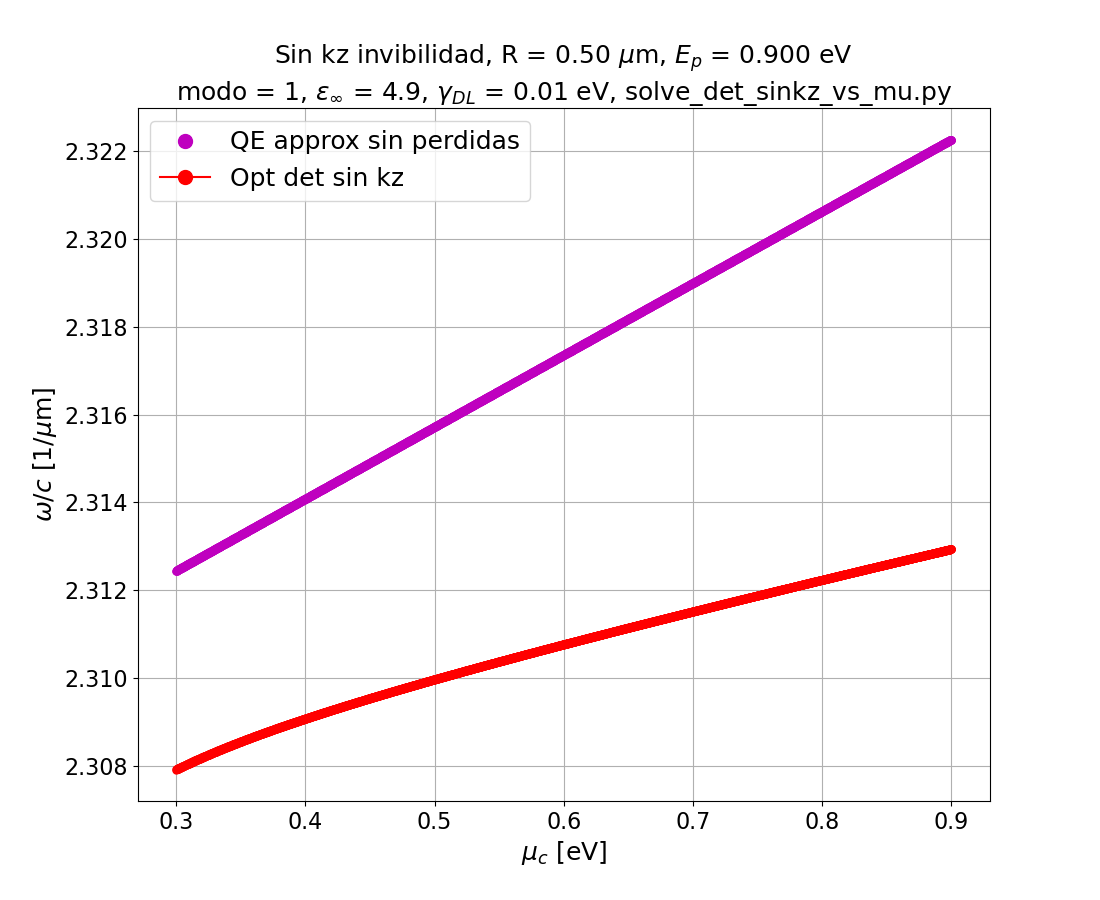 Sin kz invibilidad, R = 0.50 μm, E_p = 0.900 eV
modo = 1, ε_∞ = 4.9, γ_DL = 0.01 eV, solve_det_sinkz_vs_mu.py
QE approx sin perdidas
Opt det sin kz
2.322
2.320
2.318
2.316
2.314
2.312
2.310
2.308
ω/c [1/μm]
0.3 0.4 0.5 0.6 0.7 0.8 0.9
μ_c [eV]